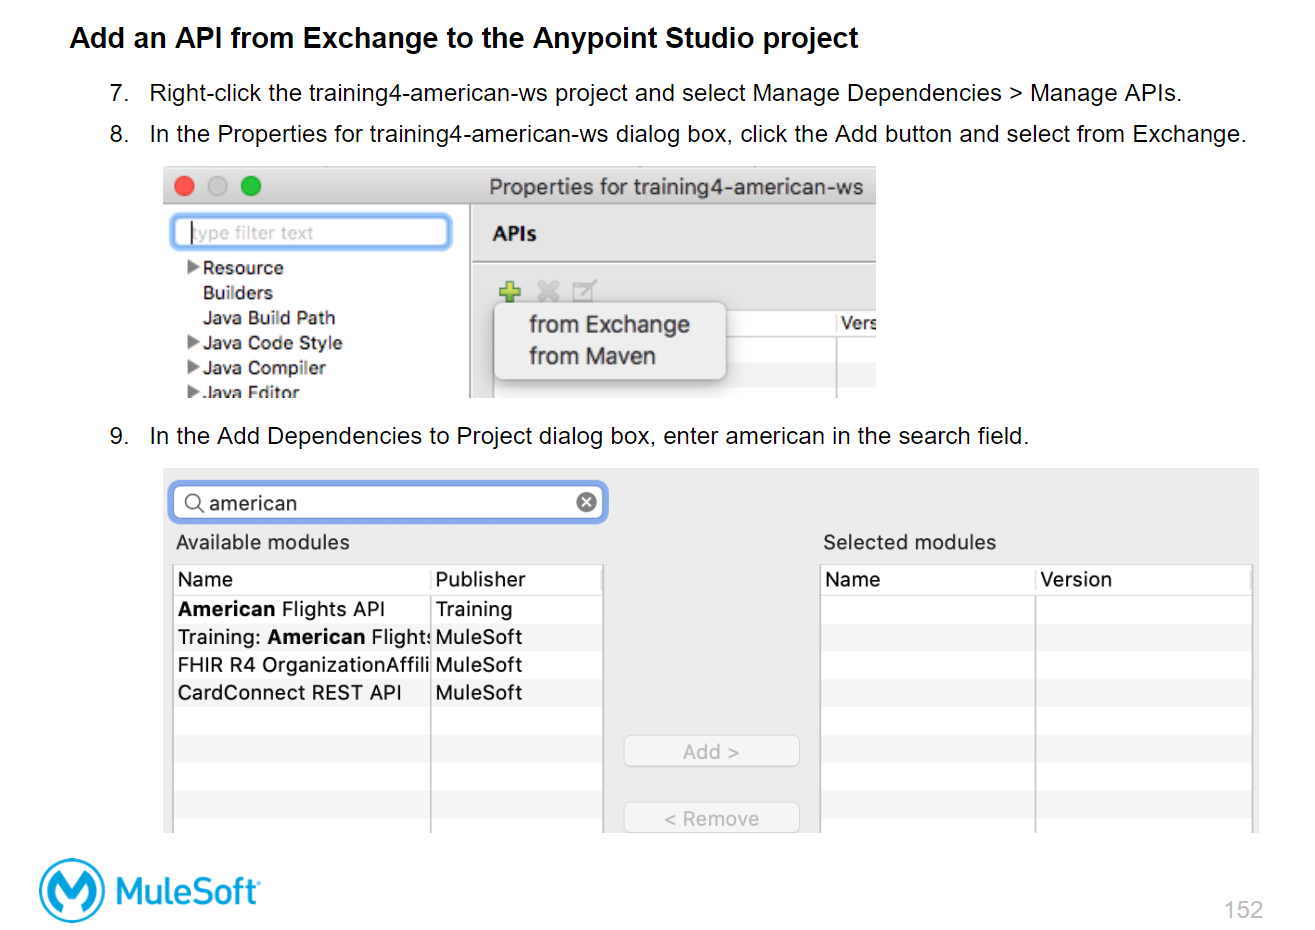 Add an API from Exchange to the Anypoint Studio project
7. Right-click the training4-american-ws project and select Manage Dependencies > Manage APIs.
8. In the Properties for training4-american-ws dialog box, click the Add button and select from Exchange.
Properties for training4-american-ws
type filter text
APIs
Resource
Builders
Java Build Path
Java Code Style
Java Compiler
Java Editor
from Exchange
from Maven
Vers
9. In the Add Dependencies to Project dialog box, enter american in the search field.
american
Available modules
Name Publisher
American Flights API Training
Training: American Flights MuleSoft
FHIR R4 OrganizationAffili MuleSoft
CardConnect REST API MuleSoft
Add >
< Remove
Selected modules
Name Version
MuleSoft
152